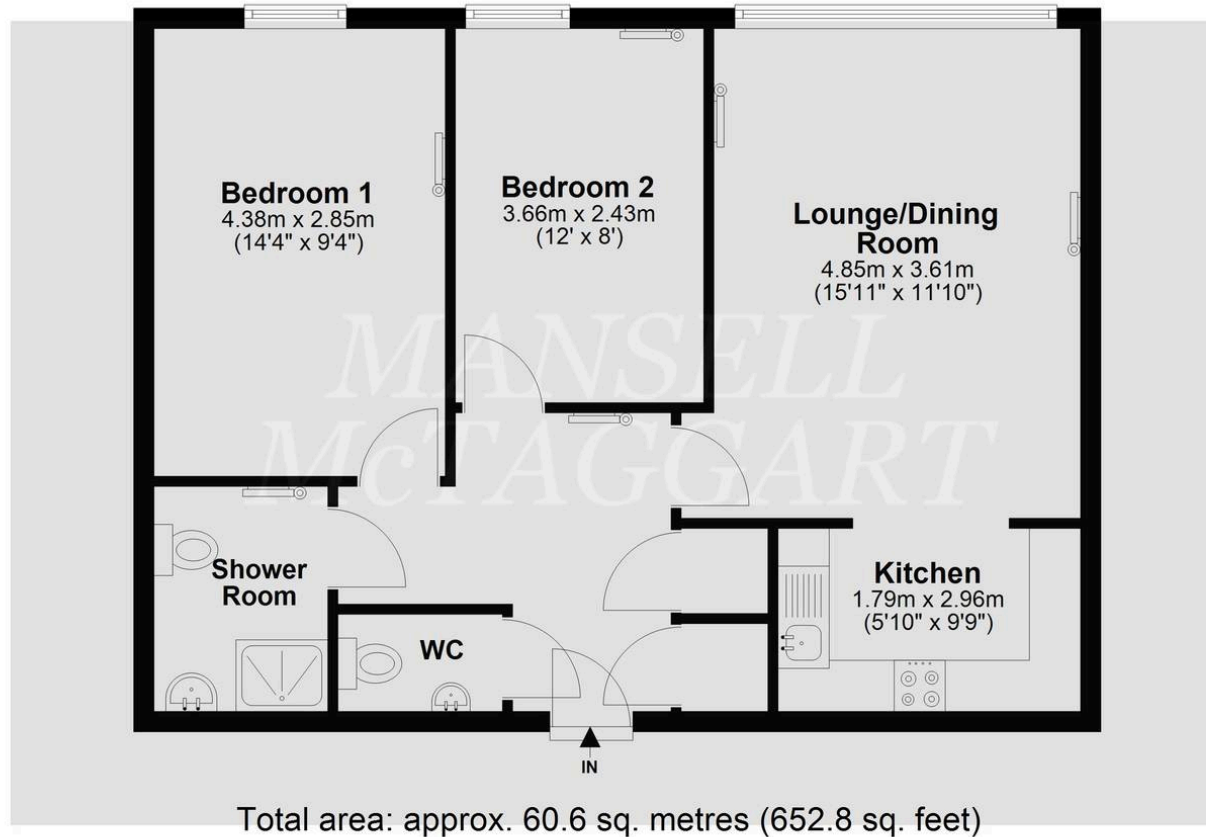 Bedroom 1
4.38m x 2.85m
(14'4" x 9'4")
Bedroom 2
3.66m x 2.43m
(12' x 8')
Lounge/Dining
Room
4.85m x 3.61m
(15'11" x 11'10")
MANSELL
McTAGGART
Shower
Room
WC
Kitchen
1.79m x 2.96m
(5'10" x 9'9")
IN
Total area: approx. 60.6 sq. metres (652.8 sq. feet)